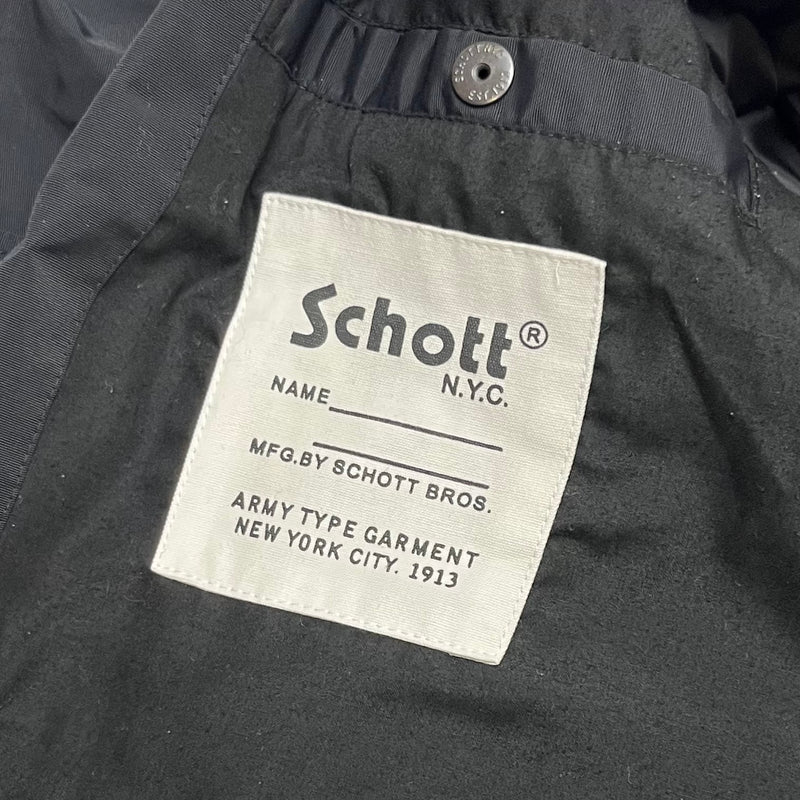 Schott®
N.Y.C.
NAME
MFG.BY SCHOTT BROS.
ARMY TYPE GARMENT
NEW YORK CITY. 1913